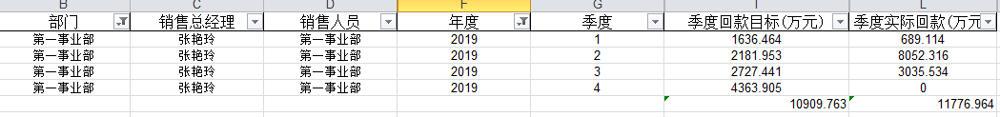 B C D F G I L
部门 销售总经理 销售人员 年度 季度 季度回款目标(万元) 季度实际回款(万元
第一事业部 张艳玲 第一事业部 2019 1 1636.464 689.114
第一事业部 张艳玲 第一事业部 2019 2 2181.953 8052.316
第一事业部 张艳玲 第一事业部 2019 3 2727.441 3035.534
第一事业部 张艳玲 第一事业部 2019 4 4363.905 0
10909.763 11776.964